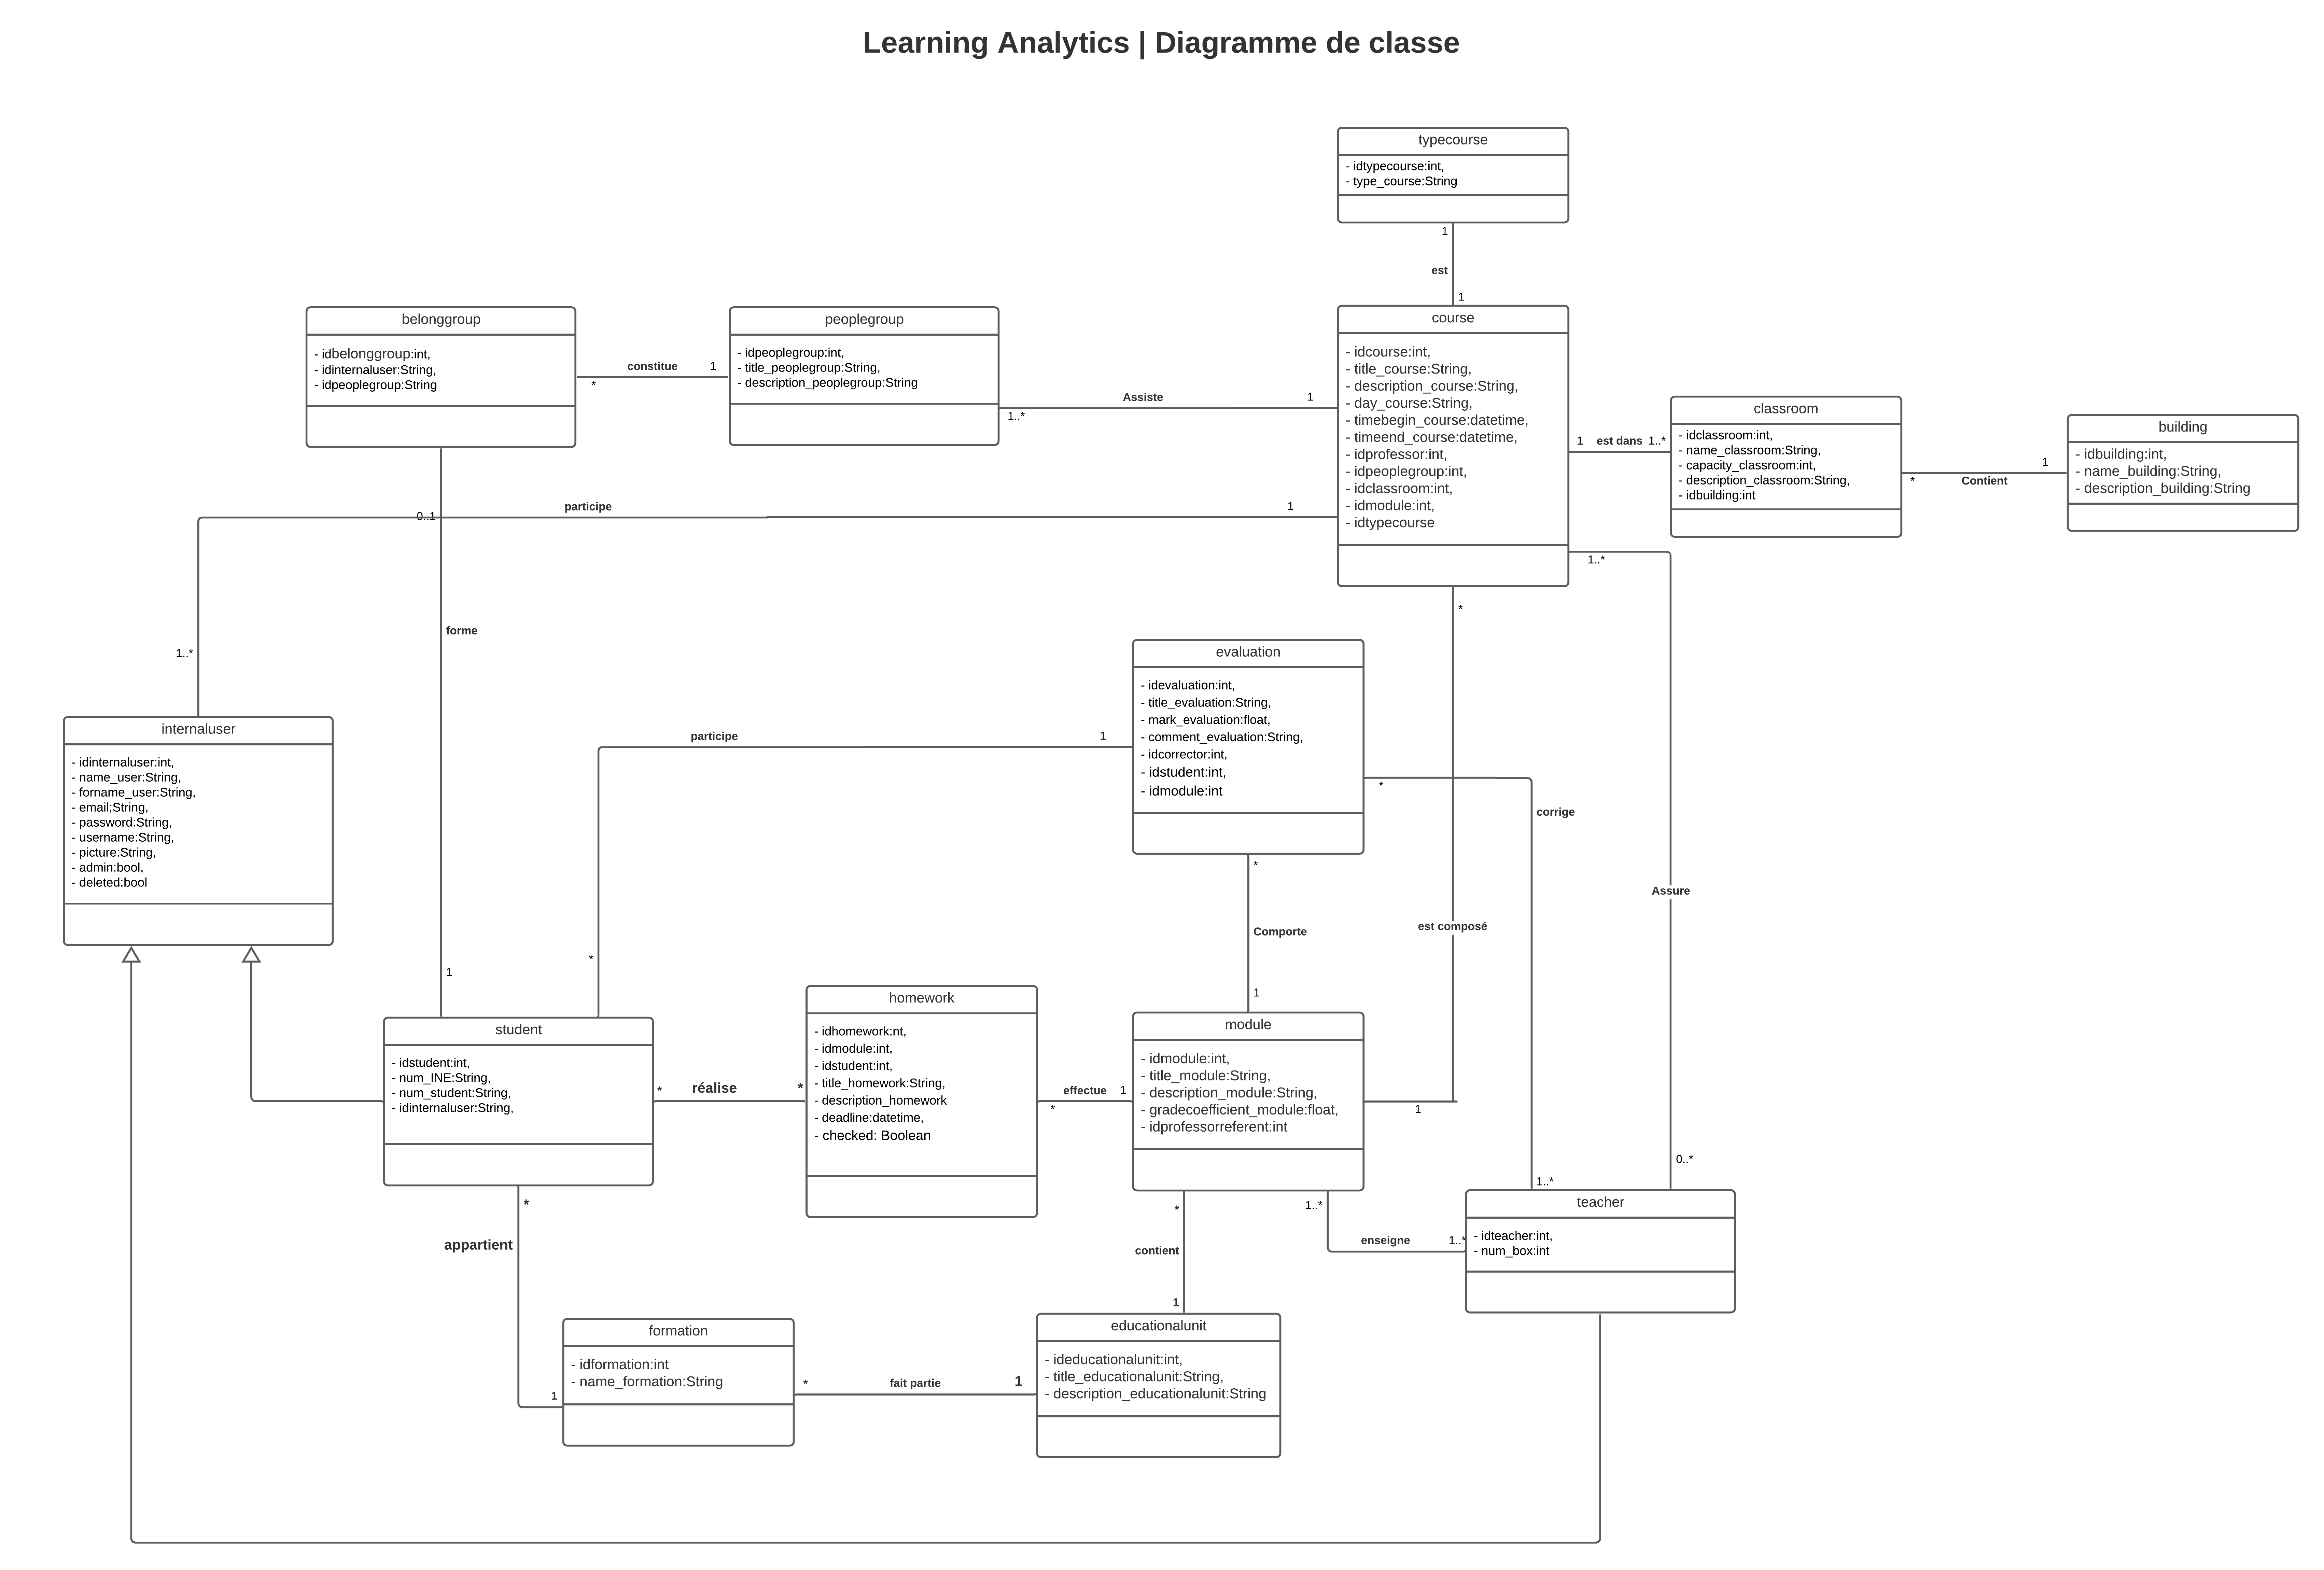 Learning Analytics | Diagramme de classe
typecourse
- idtypecourse:int,
- type_course:String
1
est
1
belonggroup
- idbelonggroup:int,
- idinternaluser:String,
- idpeoplegroup:String
constitue
1
*
peoplegroup
- idpeoplegroup:int,
- title_peoplegroup:String,
- description_peoplegroup:String
Assiste
1
1..*
course
- idcourse:int,
- title_course:String,
- description_course:String,
- day_course:String,
- timebegin_course:datetime,
- timeend_course:datetime,
- idprofessor:int,
- idpeoplegroup:int,
- idclassroom:int,
- idmodule:int,
- idtypecourse
1
est dans
1..*
classroom
- idclassroom:int,
- name_classroom:String,
- capacity_classroom:int,
- description_classroom:String,
- idbuilding:int
1
*
Contient
building
- idbuilding:int,
- name_building:String,
- description_building:String
participe
1
0..1
1..*
*
forme
1..*
evaluation
- idevaluation:int,
- title_evaluation:String,
- mark_evaluation:float,
- comment_evaluation:String,
- idcorrector:int,
- idstudent:int,
- idmodule:int
internaluser
- idinternaluser:int,
- name_user:String,
- forname_user:String,
- email;String,
- password:String,
- username:String,
- picture:String,
- admin:bool,
- deleted:bool
participe
1
*
corrige
*
Assure
est composé
Comporte
*
1
1
homework
- idhomework:nt,
- idmodule:int,
- idstudent:int,
- title_homework:String,
- description_homework
- deadline:datetime,
- checked: Boolean
student
- idstudent:int,
- num_INE:String,
- num_student:String,
- idinternaluser:String,
*
réalise
*
effectue
1
*
module
- idmodule:int,
- title_module:String,
- description_module:String,
- gradecoefficient_module:float,
- idprofessorreferent:int
1
0..*
1..*
teacher
- idteacher:int,
- num_box:int
*
appartient
*
contient
1
1..*
enseigne
1..*
formation
- idformation:int
- name_formation:String
1
*
fait partie
1
educationalunit
- ideducationalunit:int,
- title_educationalunit:String,
- description_educationalunit:String